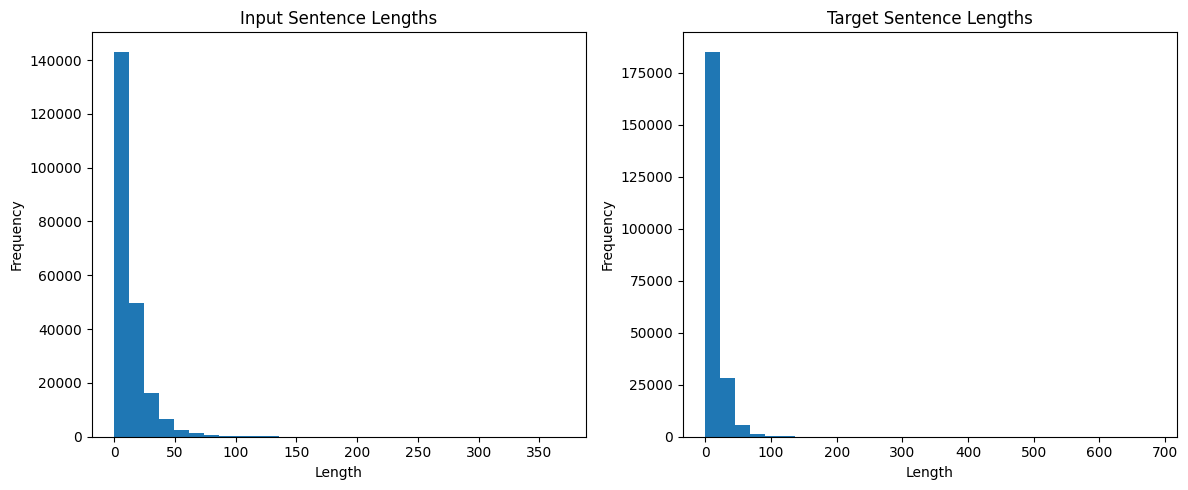 Input Sentence Lengths
Frequency
140000
120000
100000
80000
60000
40000
20000
0
0 50 100 150 200 250 300 350
Length
Target Sentence Lengths
Frequency
175000
150000
125000
100000
75000
50000
25000
0
0 100 200 300 400 500 600 700
Length